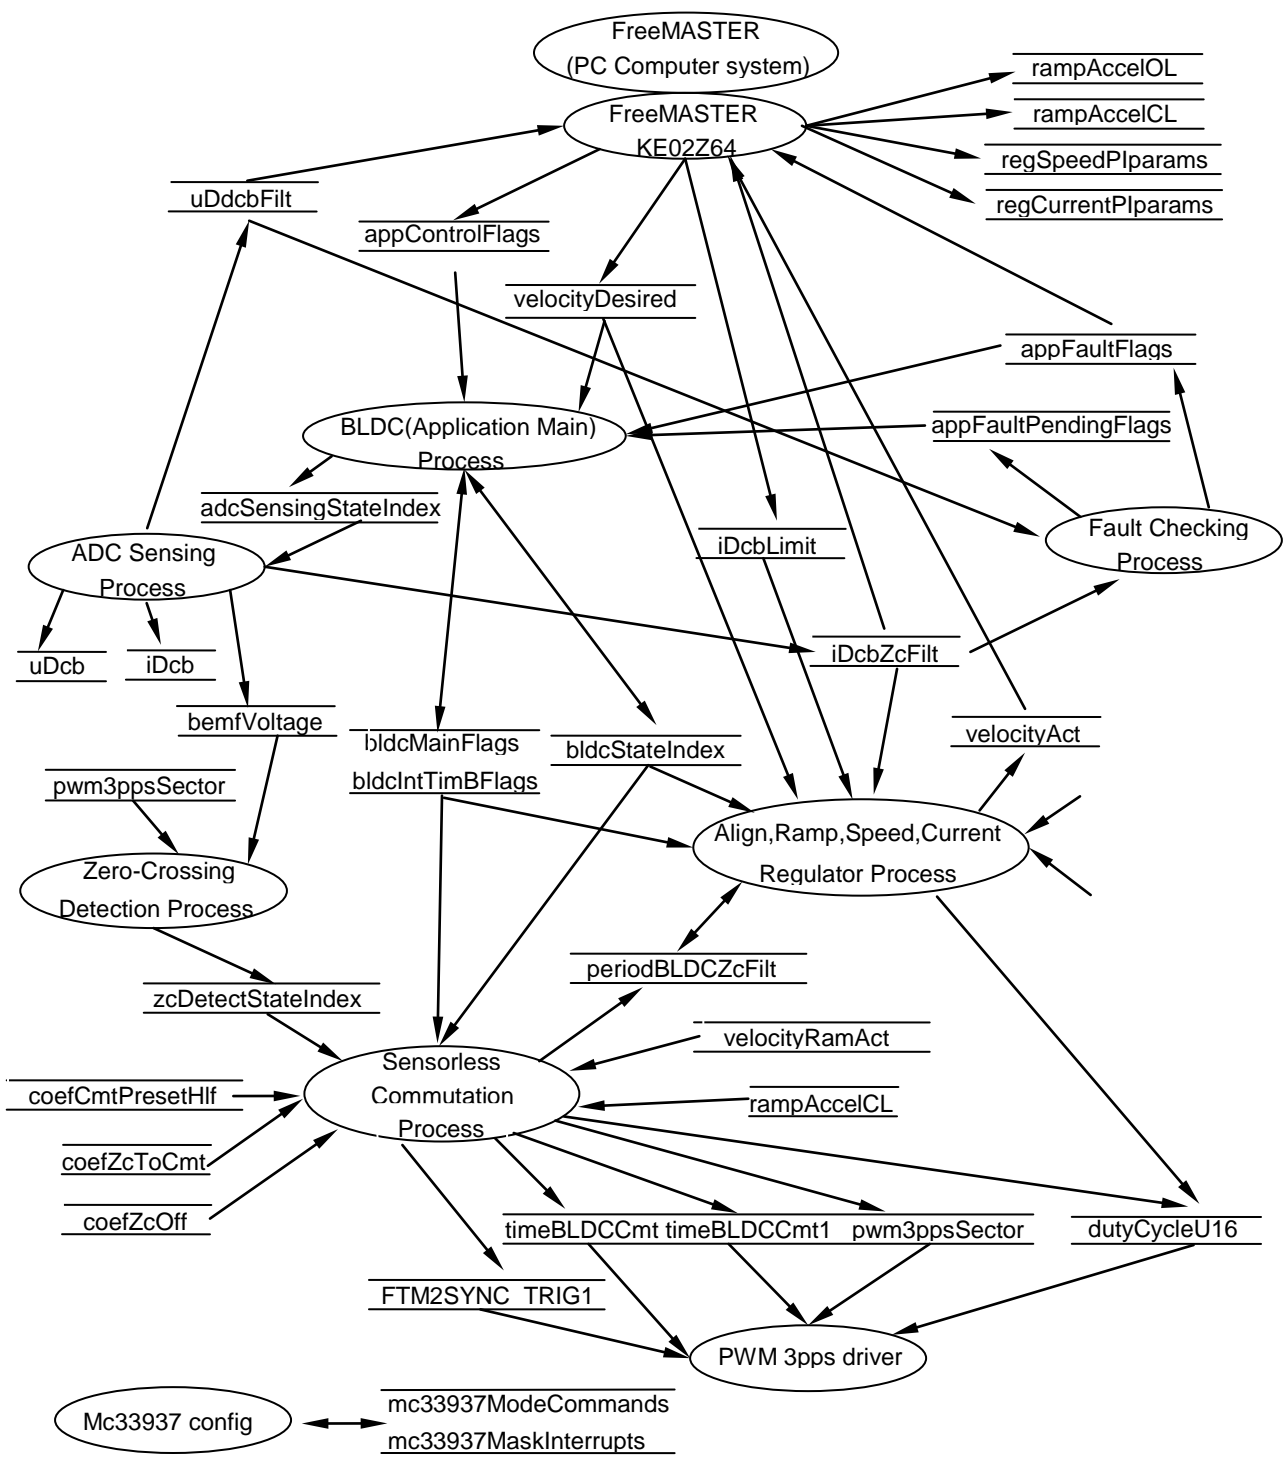 FreeMASTER
(PC Computer system)
rampAccelOL
FreeMASTER
rampAccelCL
KE02Z64
regSpeedPIparams
uDdcbFilt
regCurrentPIparams
appControlFlags
velocityDesired
appFaultFlags
BLDC(Application Main)
Process
appFaultPendingFlags
adcSensingStateIndex
ADC Sensing
Process
iDcbLimit
Fault Checking
Process
uDcb
iDcb
iDcbZcFilt
bemfVoltage
bldcMainFlags
bldcIntTimBFlags
bldcStateIndex
velocityAct
pwm3ppsSector
Align,Ramp,Speed,Current
Regulator Process
Zero-Crossing
Detection Process
periodBLDCZcFilt
zcDetectStateIndex
velocityRamAct
Sensorless
Commutation
Process
coefCmtPresetHlf
rampAccelCL
coefZcToCmt
coefZcOff
timeBLDCCmt timeBLDCCmt1 pwm3ppsSector
dutyCycleU16
FTM2SYNC_TRIG1
PWM 3pps driver
Mc33937 config
mc33937ModeCommands
mc33937MaskInterrupts